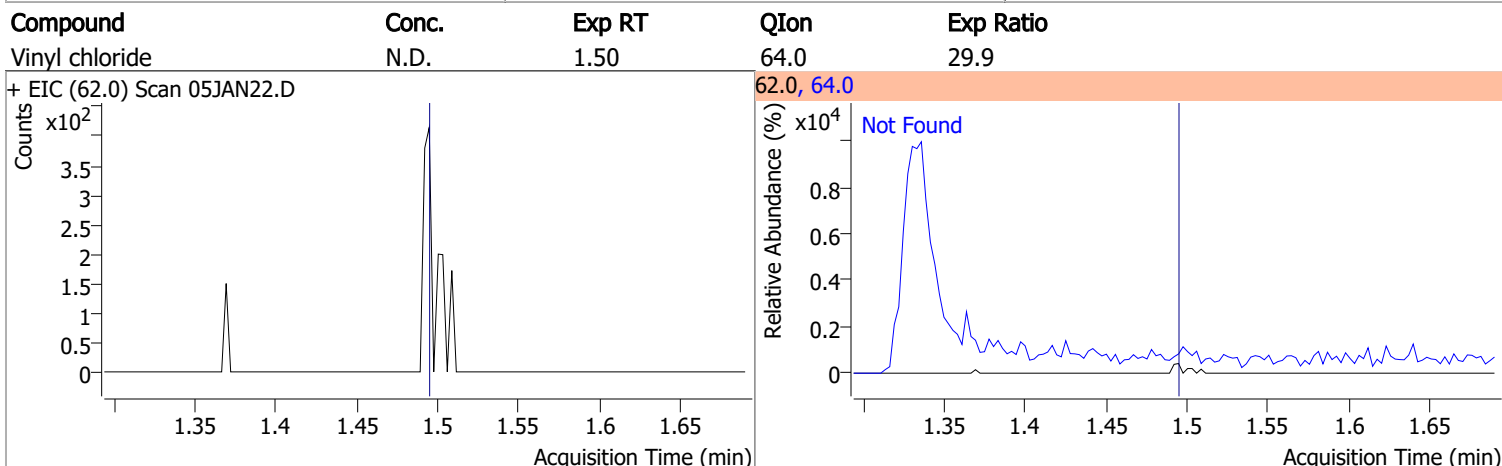 Compound Conc. Exp RT QIon Exp Ratio
Vinyl chloride N.D. 1.50 64.0 29.9
+ EIC (62.0) Scan 05JAN22.D
Counts
x10²
3.5
3
2.5
2
1.5
1
0.5
0
1.35 1.4 1.45 1.5 1.55 1.6 1.65
Acquisition Time (min)
62.0, 64.0
Relative Abundance (%)
x10⁴
Not Found
0.8
0.6
0.4
0.2
0
1.35 1.4 1.45 1.5 1.55 1.6 1.65
Acquisition Time (min)